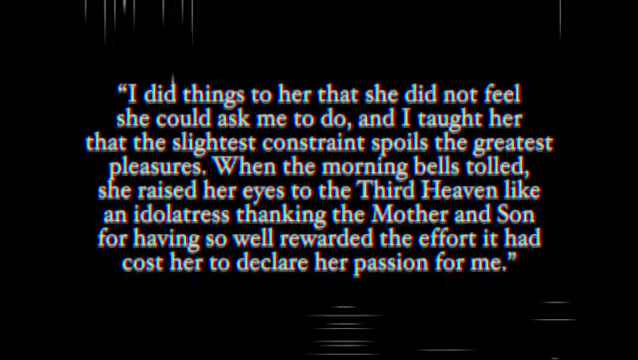 “I did things to her that she did not feel
she could ask me to do, and I taught her
that the slightest constraint spoils the greatest
pleasures. When the morning bells tolled,
she raised her eyes to the Third Heaven like
an idolatress thanking the Mother and Son
for having so well rewarded the effort it had
cost her to declare her passion for me.”